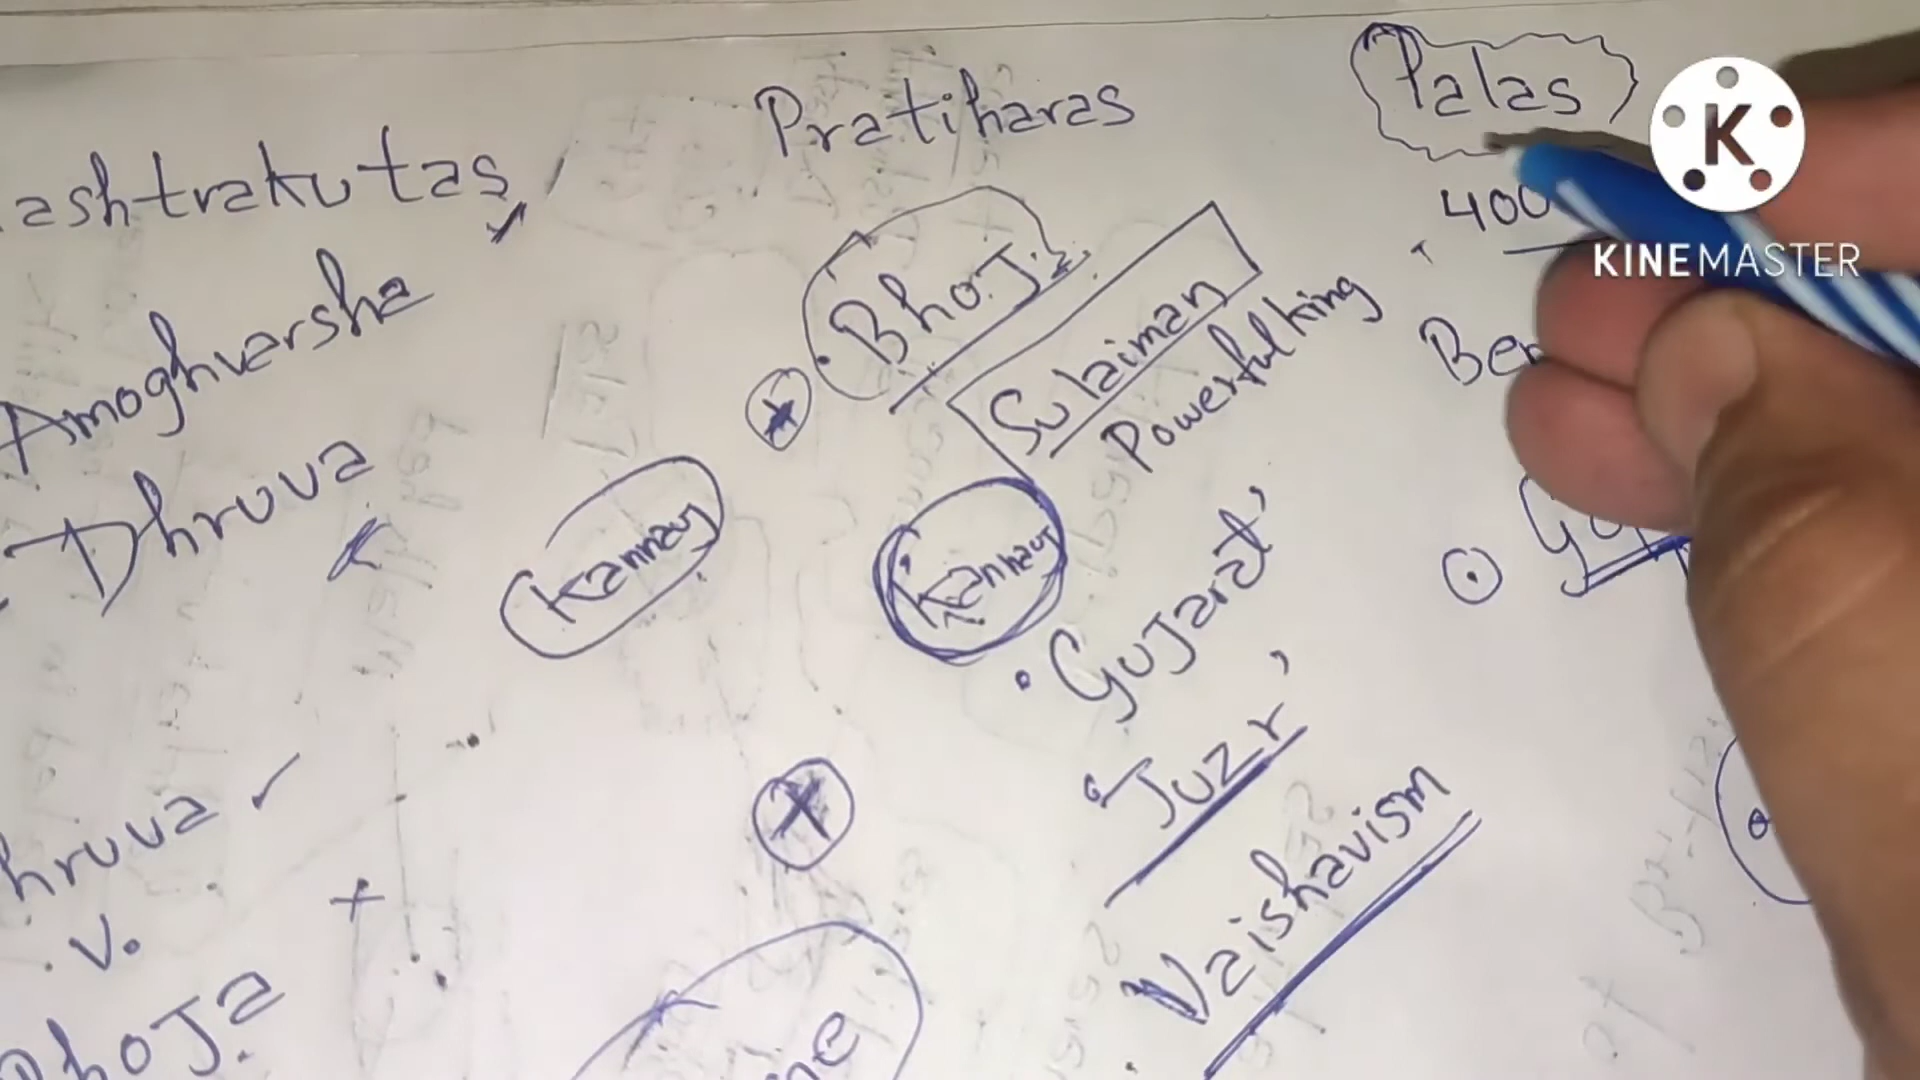 ashtrakutas
Amoghvarsha
Dhruva
hruva
V.
hoja
Pratiharas
Bhoj
Sulaiman
Powerful king
Kannauj
Kannauj
Gujarat
Juzr
Vaishavism
ne
Palas
400
Ben
K
KINEMASTER